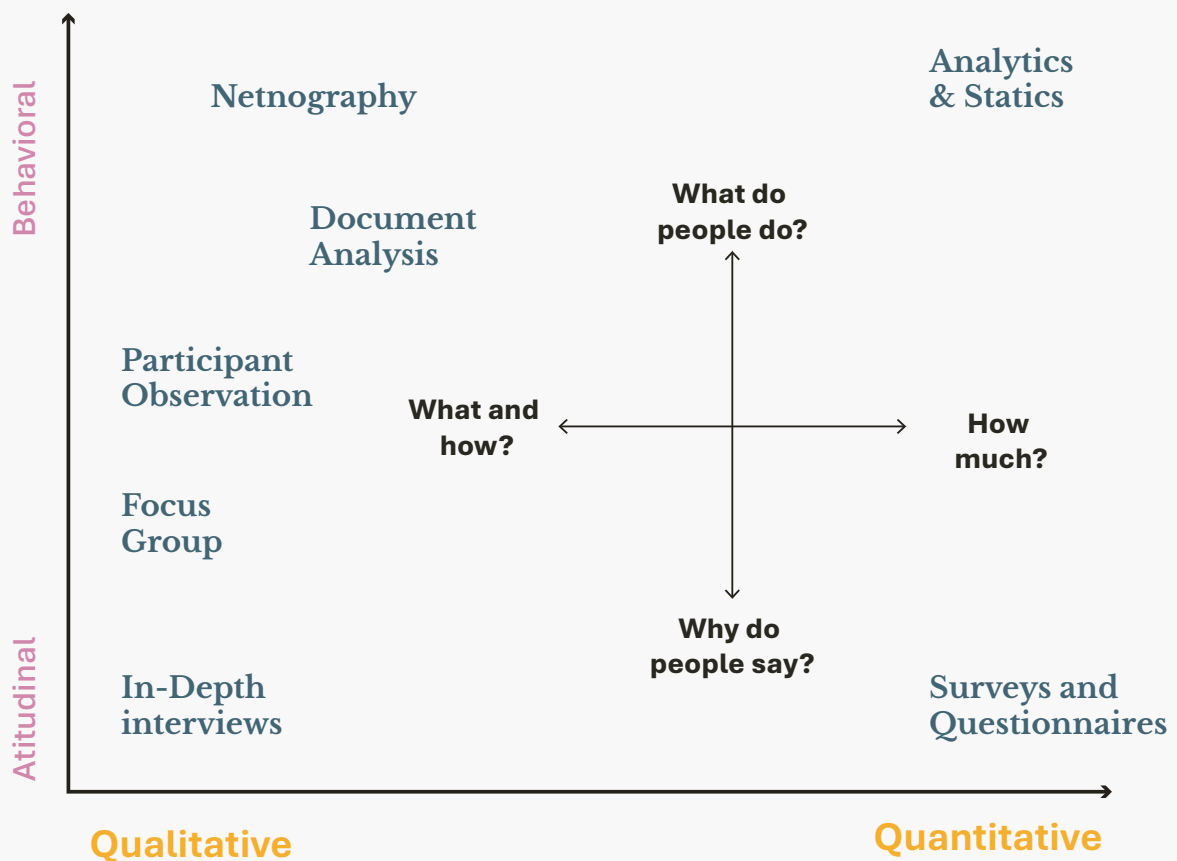 Behavioral
Netnography
Analytics
& Statics
What do
people do?
Document
Analysis
Participant
Observation
What and
how?
How
much?
Focus
Group
Why do
people say?
Atitudinal
In-Depth
interviews
Surveys and
Questionnaires
Qualitative
Quantitative